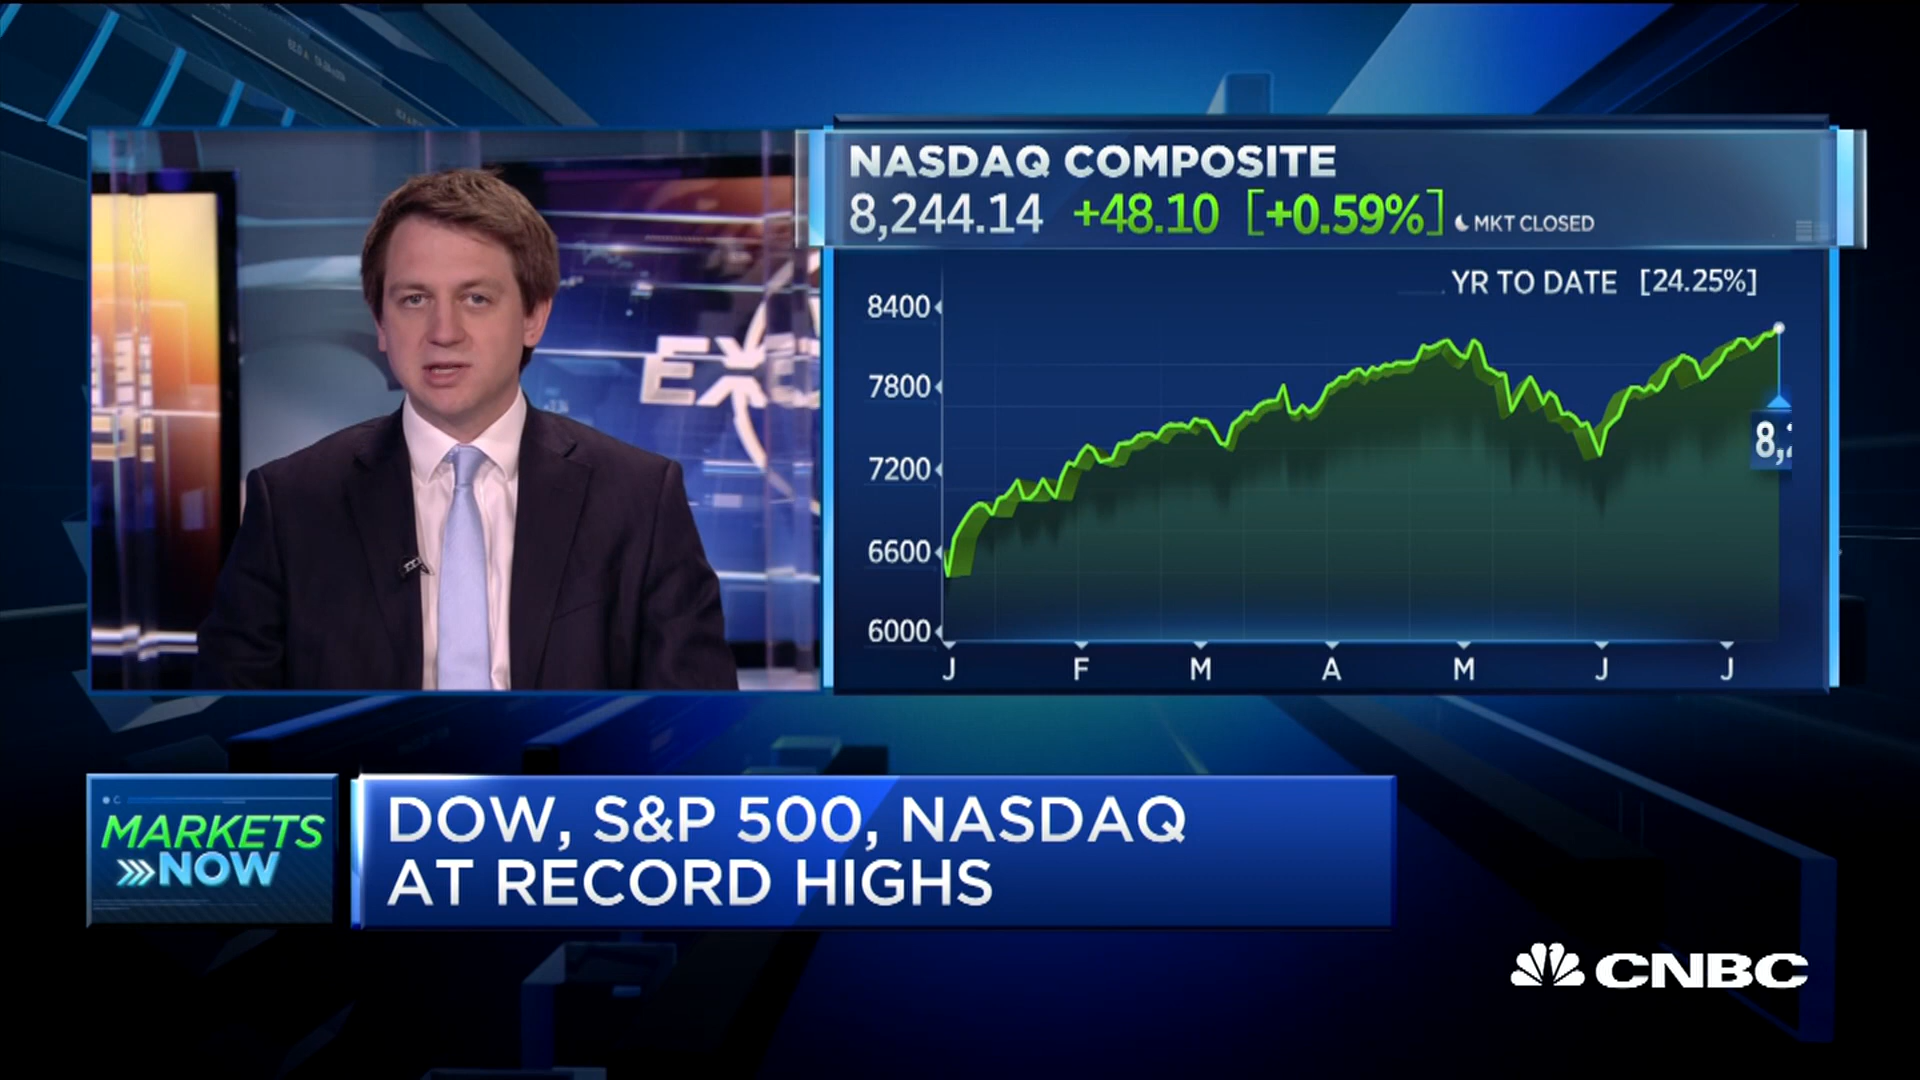 NASDAQ COMPOSITE
8,244.14 +48.10 [+0.59%] MKT CLOSED
YR TO DATE [24.25%]
8400
7800
7200
6600
6000
J F M A M J J
MARKETS
NOW
DOW, S&P 500, NASDAQ
AT RECORD HIGHS
CNBC